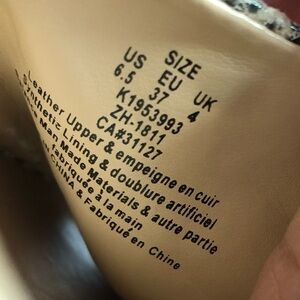 SIZE
US EU UK
6.5 37 4
K1953993
ZH-1811
CA#31127
Leather Upper & empeigne en cuir
Synthetic Lining & doublure artificiel
Man Made Materials & autre partie
fabriquée à la main
CHINA & Fabriqué en Chine